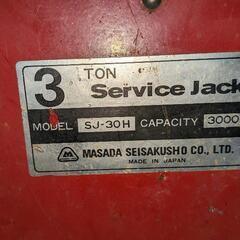 3 TON
Service Jack
MODEL SJ-30H CAPACITY 3000
MASADA SEISAKUSHO CO., LTD.
MADE IN JAPAN